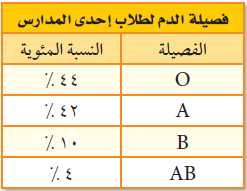 فصيلة الدم لطلاب إحدى المدارس
الفصيلة النسبة المئوية
O ٤٤ ٪
A ٤٢ ٪
B ١٠ ٪
AB ٤ ٪